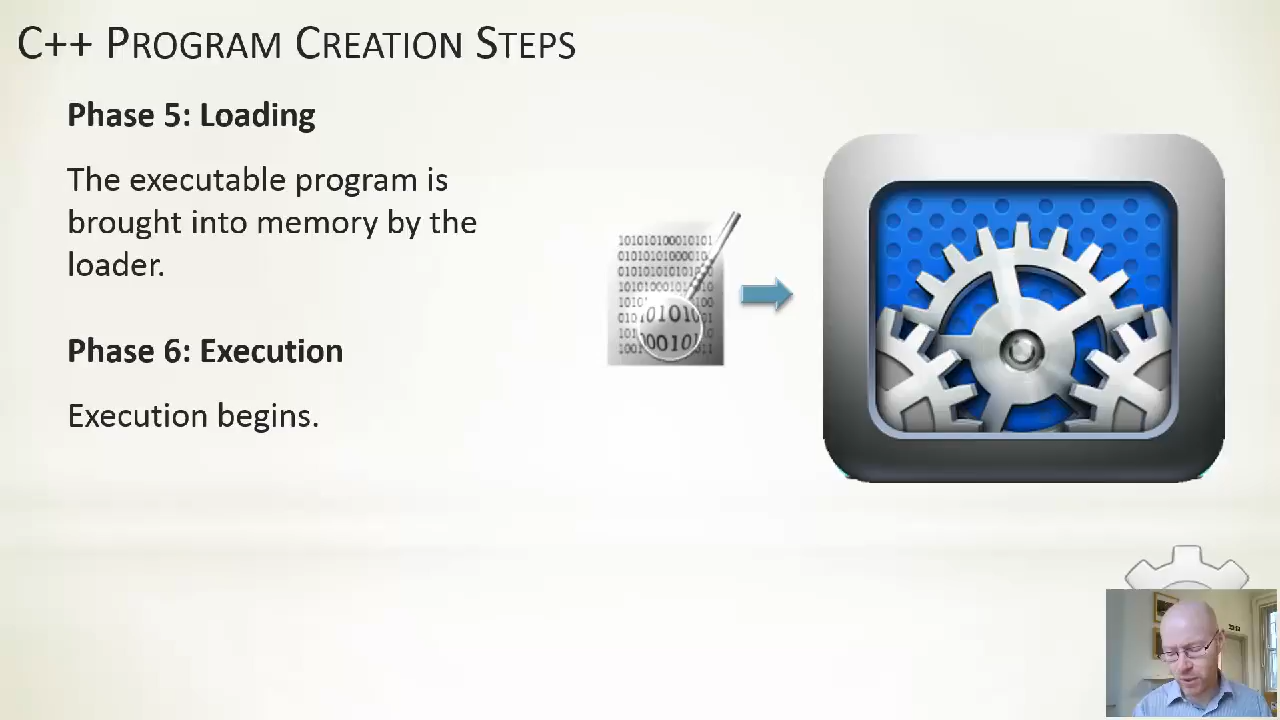 C++ Program Creation Steps
Phase 5: Loading
The executable program is
brought into memory by the
loader.
Phase 6: Execution
Execution begins.
101010100010101